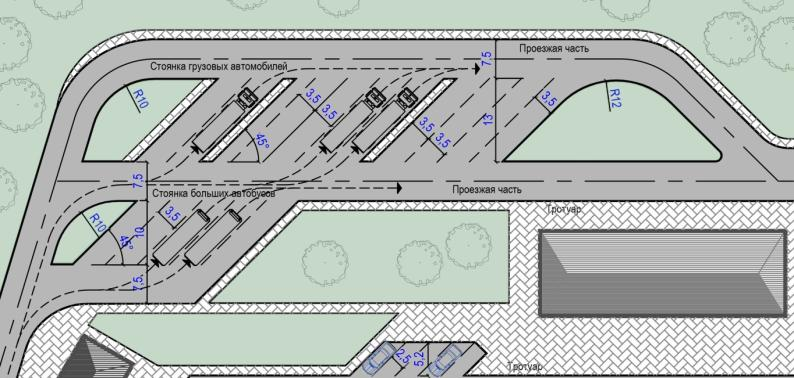 Проезжая часть
7,5
Стоянка грузовых автомобилей
R10
3,5
3,5
3,5
R12
13
3,5
3,5
45°
7,5
Стоянка больших автобусов
Проезжая часть
3,5
Тротуар
R10
10
45°
7,5
2,5
5,2
Тротуар